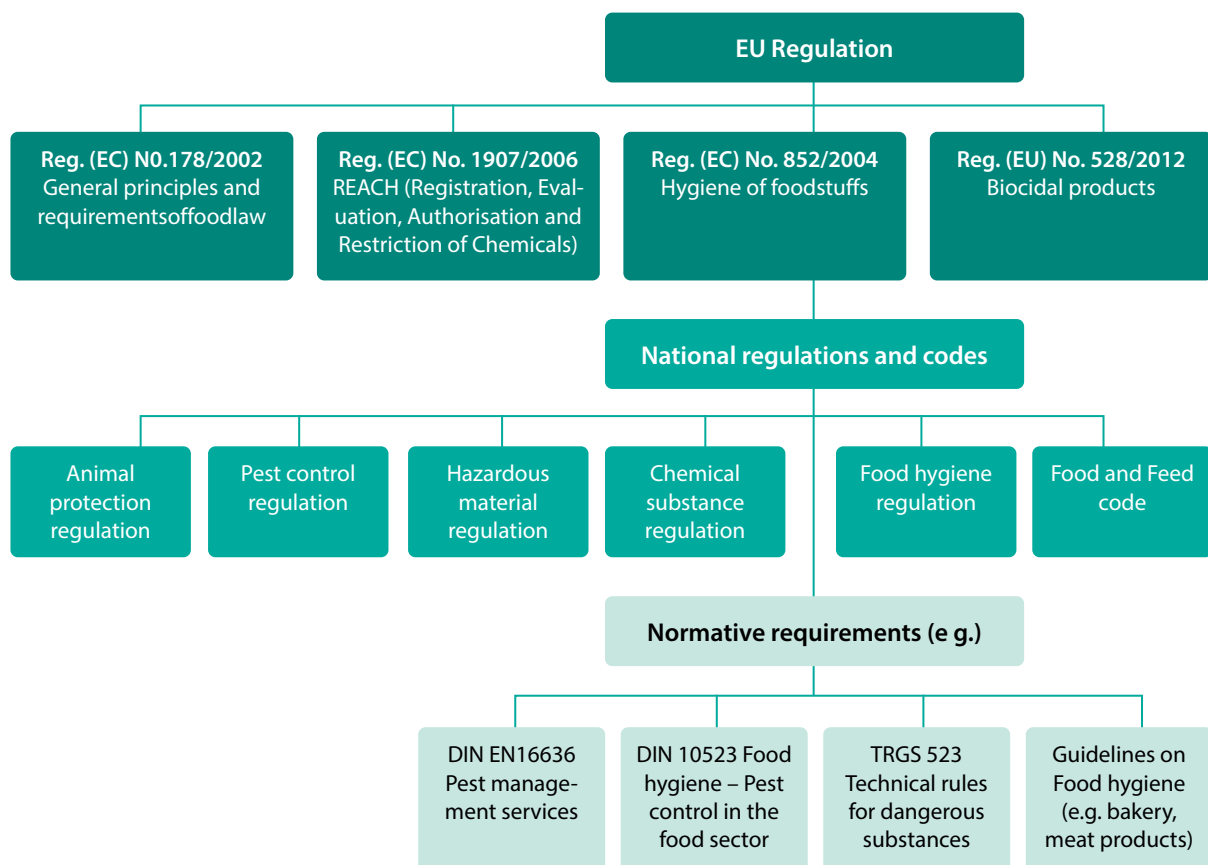 EU Regulation
Reg. (EC) N0.178/2002
General principles and
requirementsoffoodlaw
Reg. (EC) No. 1907/2006
REACH (Registration, Eval-
uation, Authorisation and
Restriction of Chemicals)
Reg. (EC) No. 852/2004
Hygiene of foodstuffs
Reg. (EU) No. 528/2012
Biocidal products
National regulations and codes
Animal
protection
regulation
Pest control
regulation
Hazardous
material
regulation
Chemical
substance
regulation
Food hygiene
regulation
Food and Feed
code
Normative requirements (e g.)
DIN EN16636
Pest manage-
ment services
DIN 10523 Food
hygiene – Pest
control in the
food sector
TRGS 523
Technical rules
for dangerous
substances
Guidelines on
Food hygiene
(e.g. bakery,
meat products)